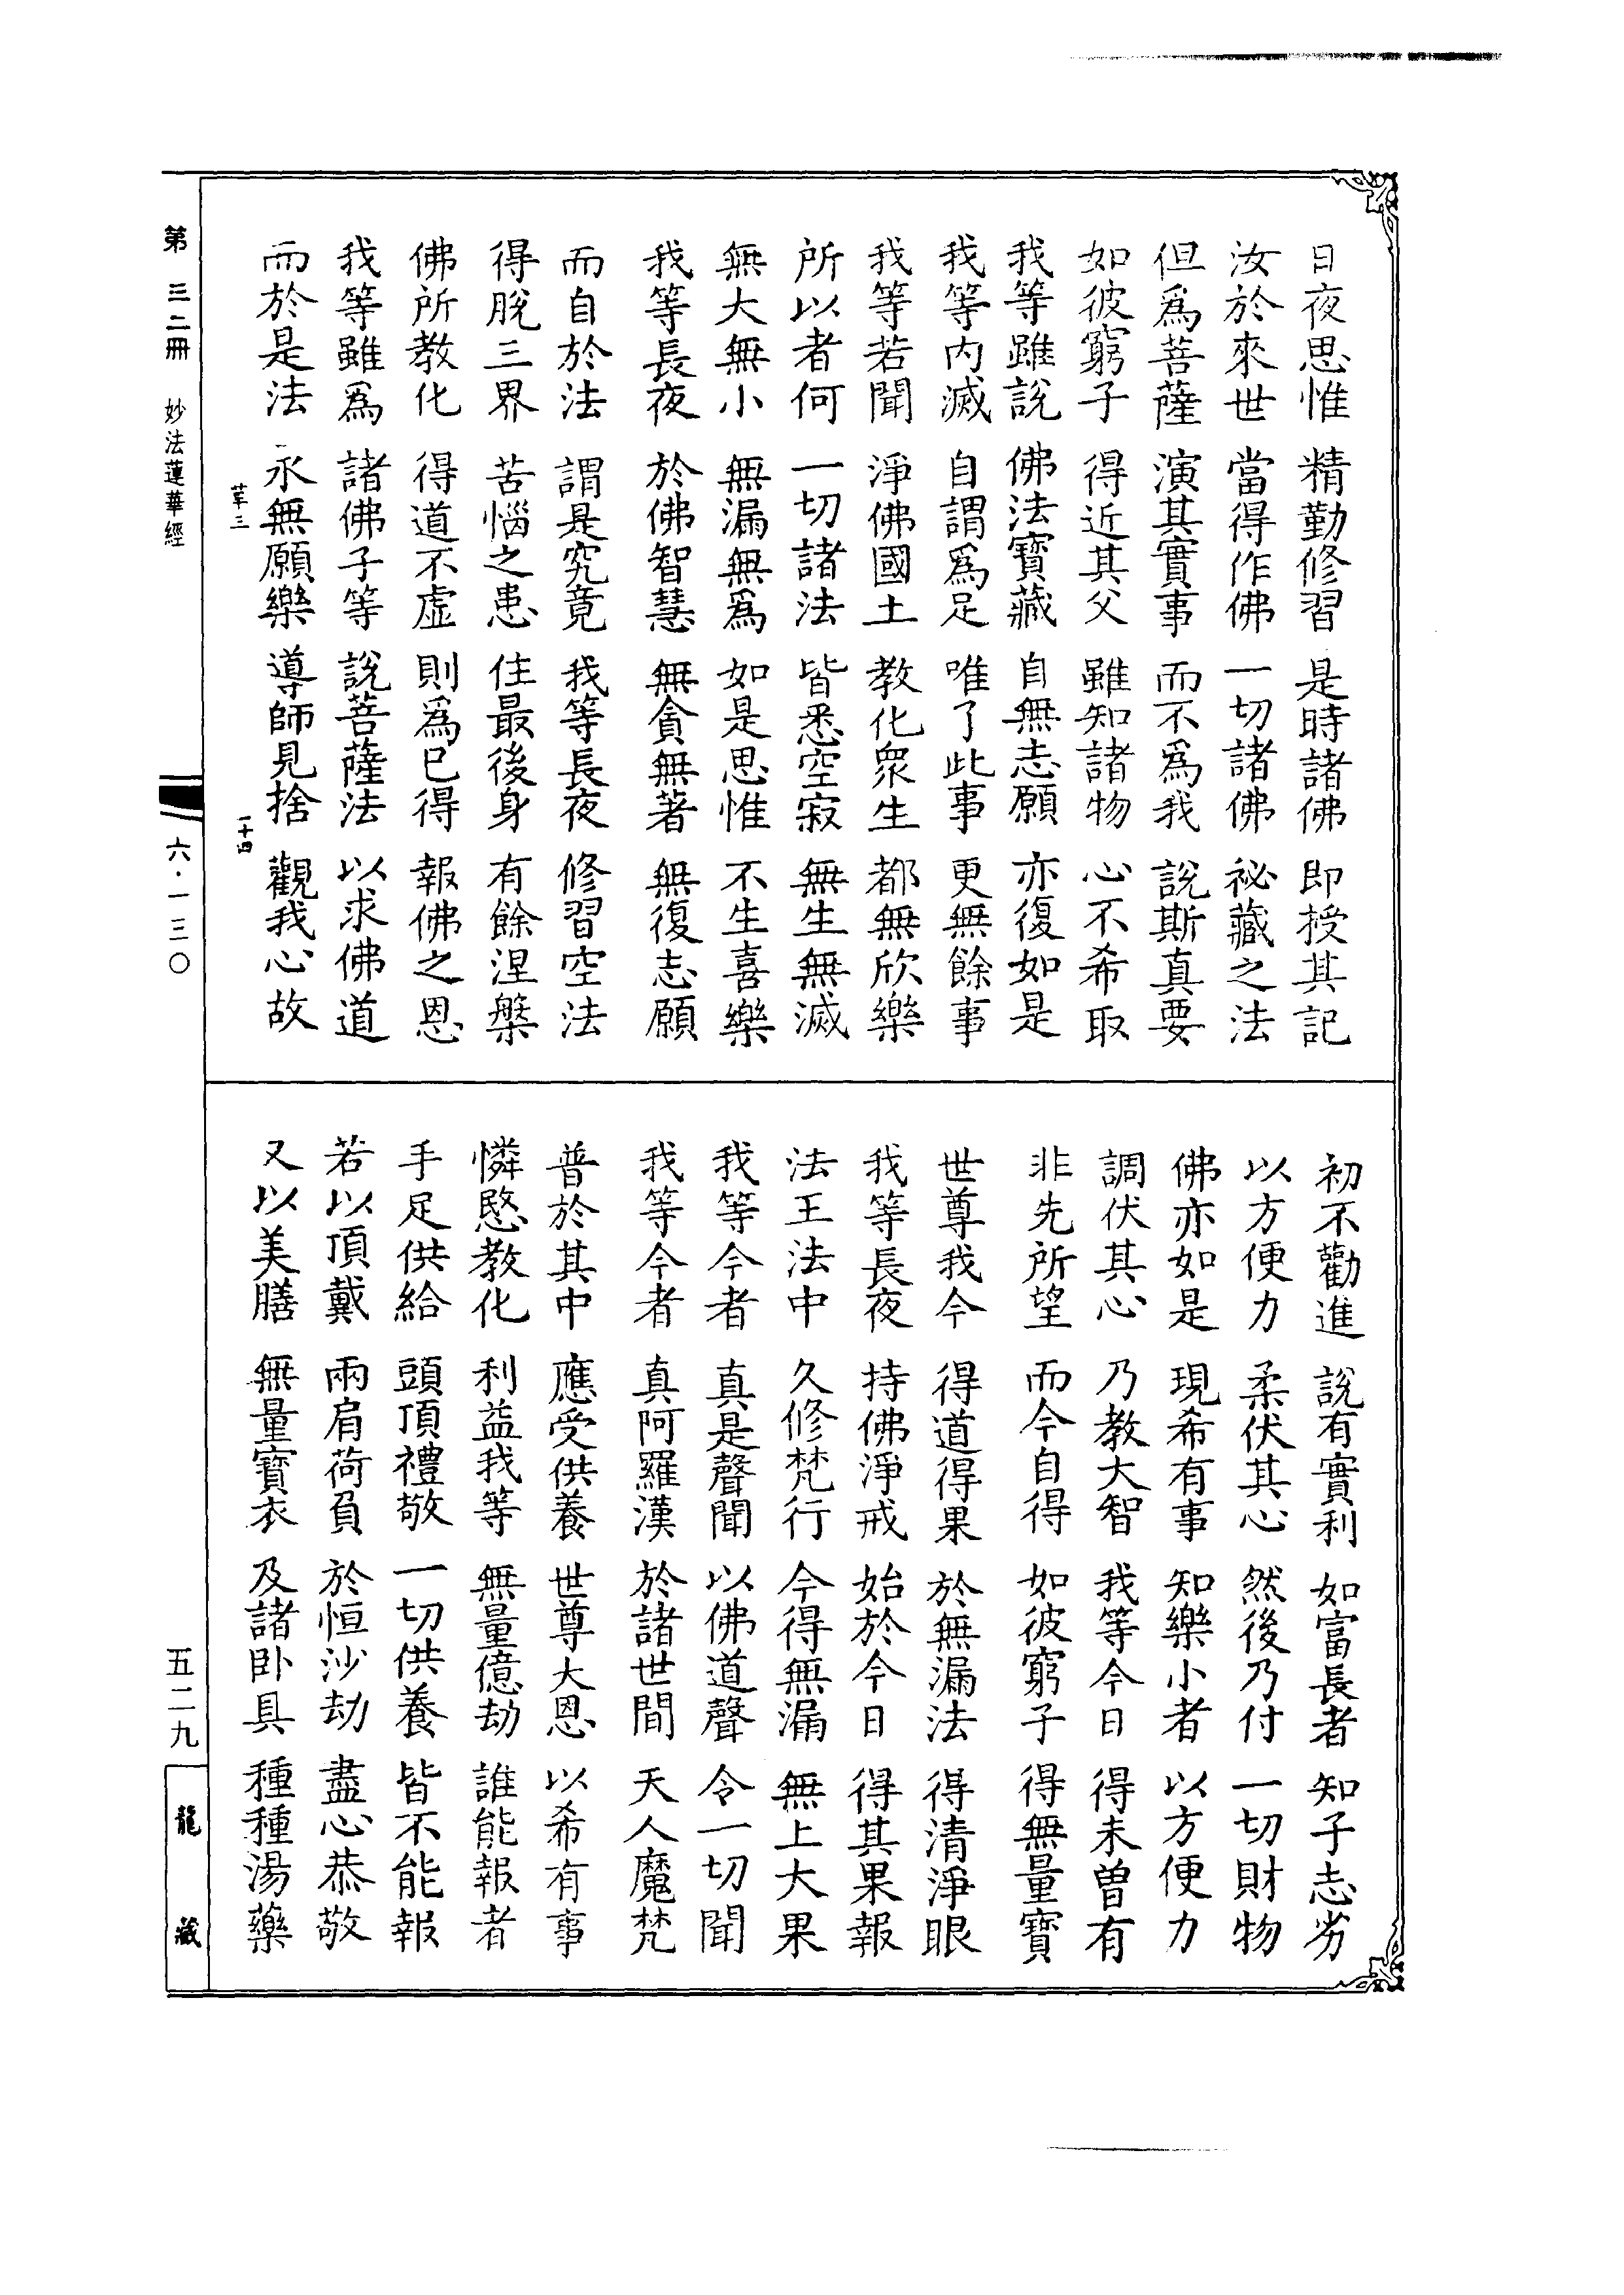 日夜思惟 精勤修習 是時諸佛 即授其記
汝於來世 當得作佛 一切諸佛 祕藏之法
但爲菩薩 演其實事 而不爲我 說斯真要
如彼窮子 得近其父 雖知諸物 心不希取
我等雖說 佛法寶藏 自無志願 亦復如是
我等内滅 自謂爲足 唯了此事 更無餘事
我等若聞 淨佛國土 教化衆生 都無欣樂
所以者何 一切諸法 皆悉空寂 無生無滅
無大無小 無漏無爲 如是思惟 不生喜樂
我等長夜 於佛智慧 無貪無著 無復志願
而自於法 謂是究竟 我等長夜 修習空法
得脫三界 苦惱之患 住最後身 有餘涅槃
佛所教化 得道不虛 則爲已得 報佛之恩
我等雖爲 諸佛子等 說菩薩法 以求佛道
而於是法 永無願樂 導師見捨 觀我心故
草三 二十四
初不勸進 說有實利 如富長者 知子志劣
以方便力 柔伏其心 然後乃付 一切財物
佛亦如是 現希有事 知樂小者 以方便力
調伏其心 乃教大智 我等今日 得未曾有
非先所望 而今自得 如彼窮子 得無量寶
世尊我今 得道得果 於無漏法 得清淨眼
我等長夜 持佛淨戒 始於今日 得其果報
法王法中 久修梵行 今得無漏 無上大果
我等今者 真是聲聞 以佛道聲 令一切聞
我等今者 真阿羅漢 於諸世間 天人魔梵
普於其中 應受供養 世尊大恩 以希有事
憐愍教化 利益我等 無量億劫 誰能報者
手足供給 頭頂禮敬 一切供養 皆不能報
若以頂戴 兩肩荷負 於恒沙劫 盡心恭敬
又以美膳 無量寶衣 及諸卧具 種種湯藥
第三二冊 妙法蓮華經 六·一三〇 五二九 龍藏